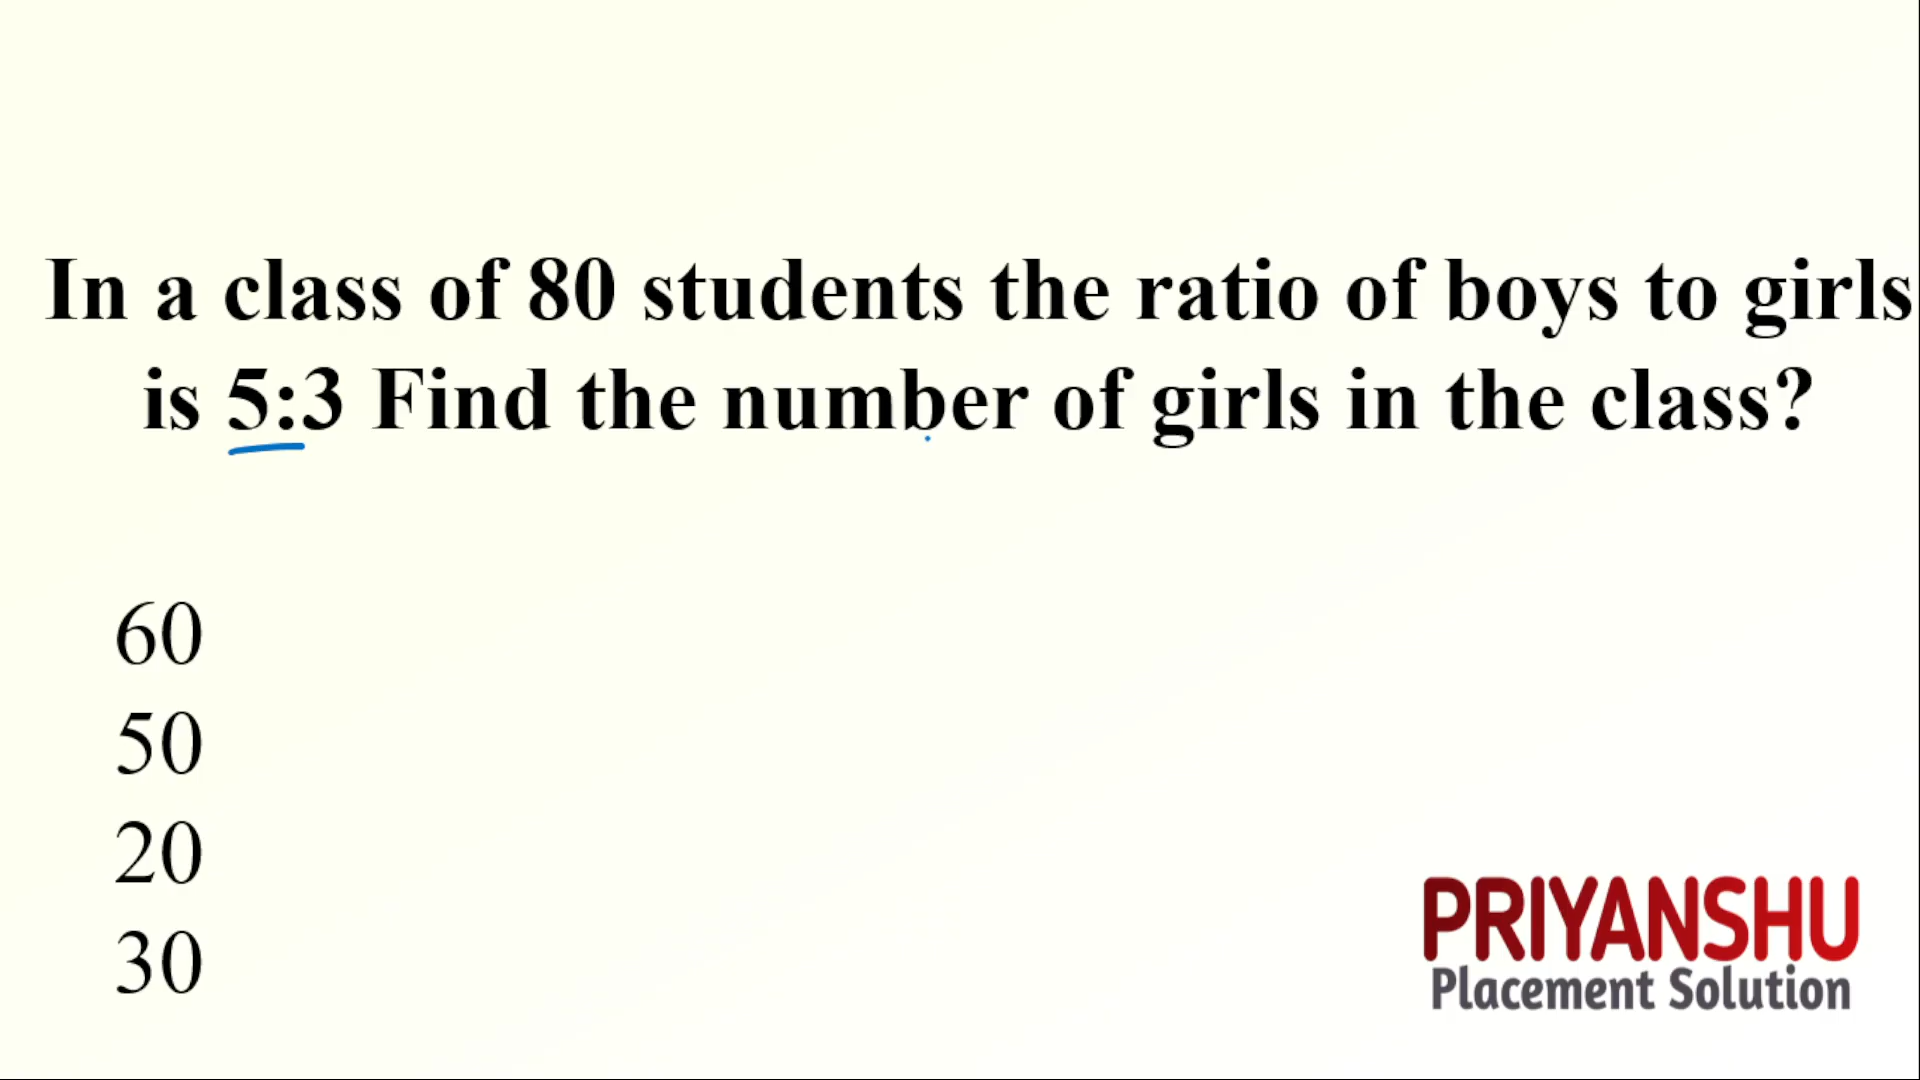 In a class of 80 students the ratio of boys to girls
is 5:3 Find the number of girls in the class?
60
50
20
30
PRIYANSHU
Placement Solution